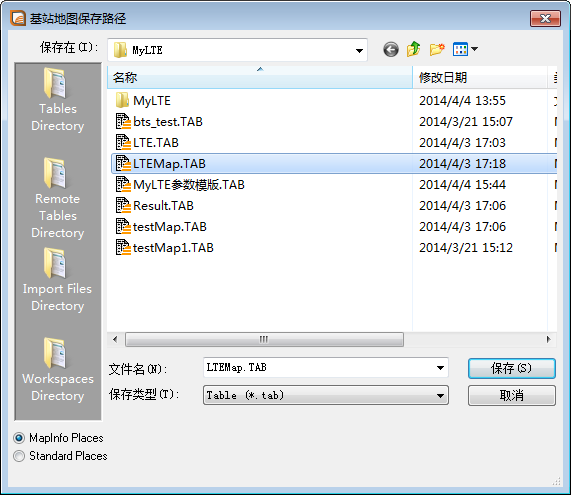 基站地图保存路径
保存在(I):
MyLTE
Tables
Directory
Remote
Tables
Directory
Import Files
Directory
Workspaces
Directory
名称 修改日期
MyLTE 2014/4/4 13:55
bts_test.TAB 2014/3/21 15:07
LTE.TAB 2014/4/3 17:03
LTEMap.TAB 2014/4/3 17:18
MyLTE参数模版.TAB 2014/4/4 15:44
Result.TAB 2014/4/3 17:06
testMap.TAB 2014/4/3 17:06
testMap1.TAB 2014/3/21 15:12
文件名(N): LTEMap.TAB 保存(S)
保存类型(T): Table (*.tab) 取消
MapInfo Places
Standard Places